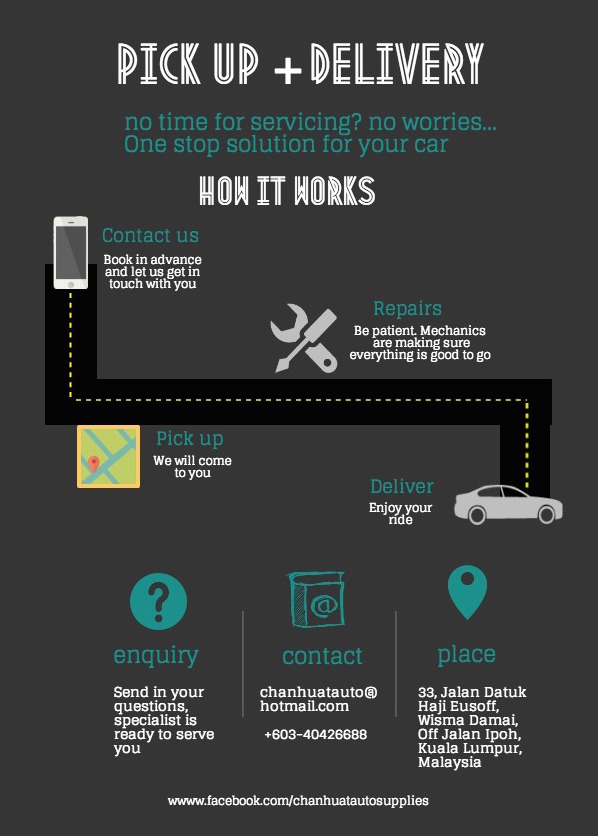 PICK UP + DELIVERY
no time for servicing? no worries...
One stop solution for your car
HOW IT WORKS
Contact us
Book in advance
and let us get in
touch with you
Repairs
Be patient. Mechanics
are making sure
everything is good to go
Pick up
We will come
to you
Deliver
Enjoy your
ride
enquiry
Send in your
questions,
specialist is
ready to serve
you
@
contact
chanhuatauto@
hotmail.com
+603-40426688
place
33, Jalan Datuk
Haji Eusoff,
Wisma Damai,
Off Jalan Ipoh,
Kuala Lumpur,
Malaysia
wwww.facebook.com/chanhuatautosupplies